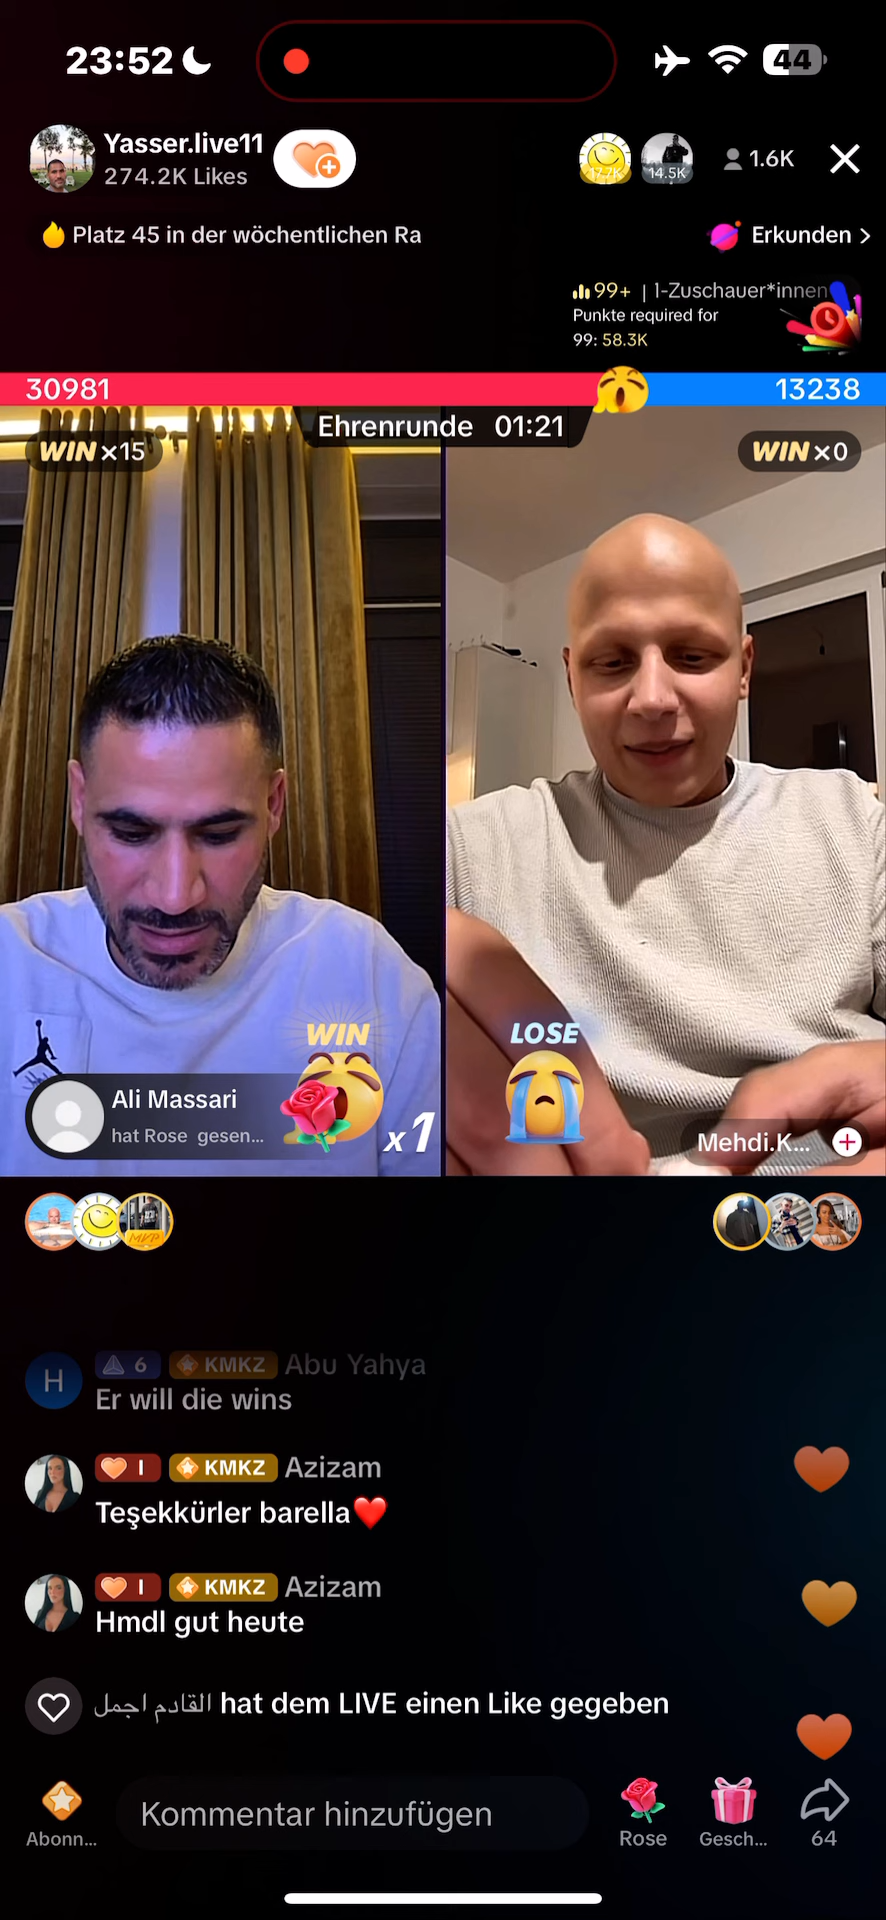 23:52
44
Yasser.live11
274.2K Likes
17.7K
14.5K
1.6K
Platz 45 in der wöchentlichen Ra
Erkunden >
99+ | 1-Zuschauer*innen
Punkte required for
99: 58.3K
30981
13238
Ehrenrunde 01:21
WIN x15
WIN x0
WIN
LOSE
Ali Massari
hat Rose gesen...
x1
Mehdi.K...
MVP
H
6 KMKZ Abu Yahya
Er will die wins
I KMKZ Azizam
Teşekkürler barella❤️
I KMKZ Azizam
Hmdl gut heute
القادم اجمل hat dem LIVE einen Like gegeben
Kommentar hinzufügen
Abonn...
Rose
Gesch...
64